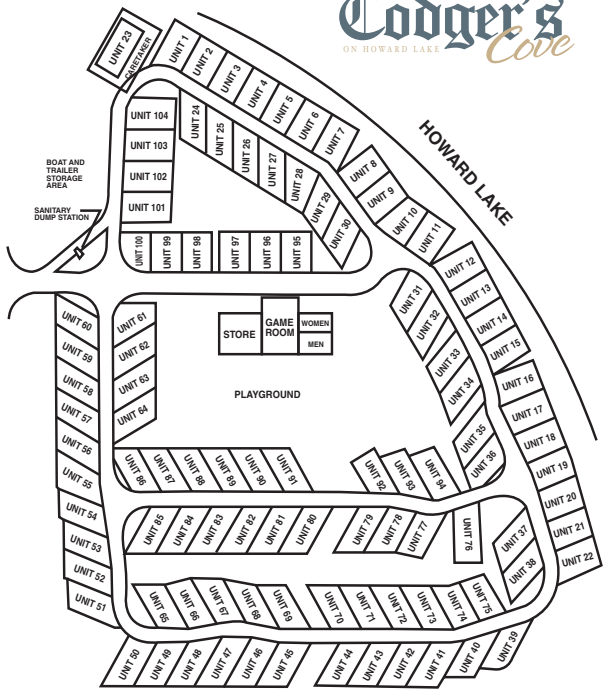 Codger's
Cove
ON HOWARD LAKE
HOWARD LAKE
UNIT 23
CARETAKER
UNIT 1
UNIT 2
UNIT 3
UNIT 4
UNIT 5
UNIT 6
UNIT 7
UNIT 8
UNIT 9
UNIT 10
UNIT 11
UNIT 12
UNIT 13
UNIT 14
UNIT 15
UNIT 16
UNIT 17
UNIT 18
UNIT 19
UNIT 20
UNIT 21
UNIT 22
UNIT 104
UNIT 103
UNIT 102
UNIT 101
UNIT 24
UNIT 25
UNIT 26
UNIT 27
UNIT 28
UNIT 29
UNIT 30
BOAT AND
TRAILER
STORAGE
AREA
SANITARY
DUMP STATION
UNIT 100
UNIT 99
UNIT 98
UNIT 97
UNIT 96
UNIT 95
UNIT 31
UNIT 32
UNIT 33
UNIT 34
UNIT 35
UNIT 36
UNIT 60
UNIT 59
UNIT 58
UNIT 57
UNIT 56
UNIT 55
UNIT 54
UNIT 53
UNIT 52
UNIT 51
UNIT 61
UNIT 62
UNIT 63
UNIT 64
STORE
GAME
ROOM
WOMEN
MEN
PLAYGROUND
UNIT 86
UNIT 87
UNIT 88
UNIT 89
UNIT 90
UNIT 91
UNIT 92
UNIT 93
UNIT 94
UNIT 85
UNIT 84
UNIT 83
UNIT 82
UNIT 81
UNIT 80
UNIT 79
UNIT 78
UNIT 77
UNIT 76
UNIT 37
UNIT 38
UNIT 65
UNIT 66
UNIT 67
UNIT 68
UNIT 69
UNIT 70
UNIT 71
UNIT 72
UNIT 73
UNIT 74
UNIT 75
UNIT 50
UNIT 49
UNIT 48
UNIT 47
UNIT 46
UNIT 45
UNIT 44
UNIT 43
UNIT 42
UNIT 41
UNIT 40
UNIT 39